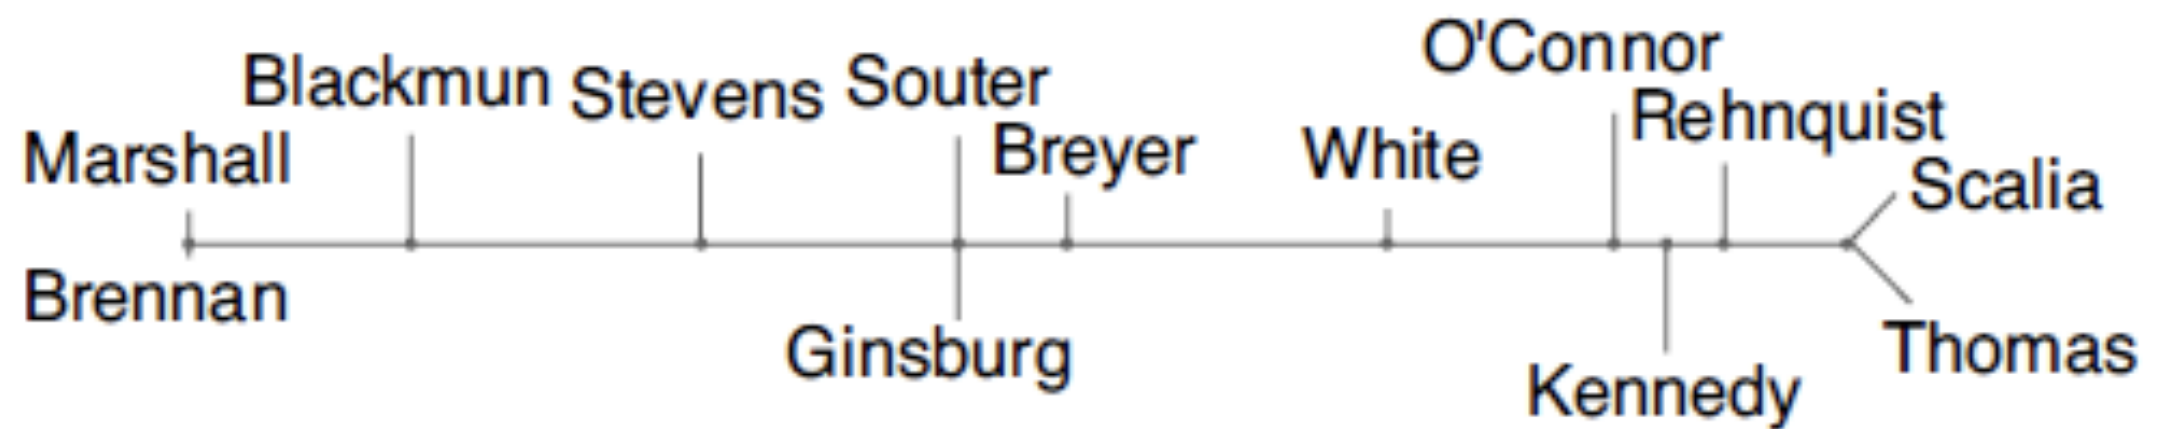 O'Connor
Blackmun
Stevens
Souter
Rehnquist
Marshall
Breyer
White
Scalia
Brennan
Ginsburg
Thomas
Kennedy